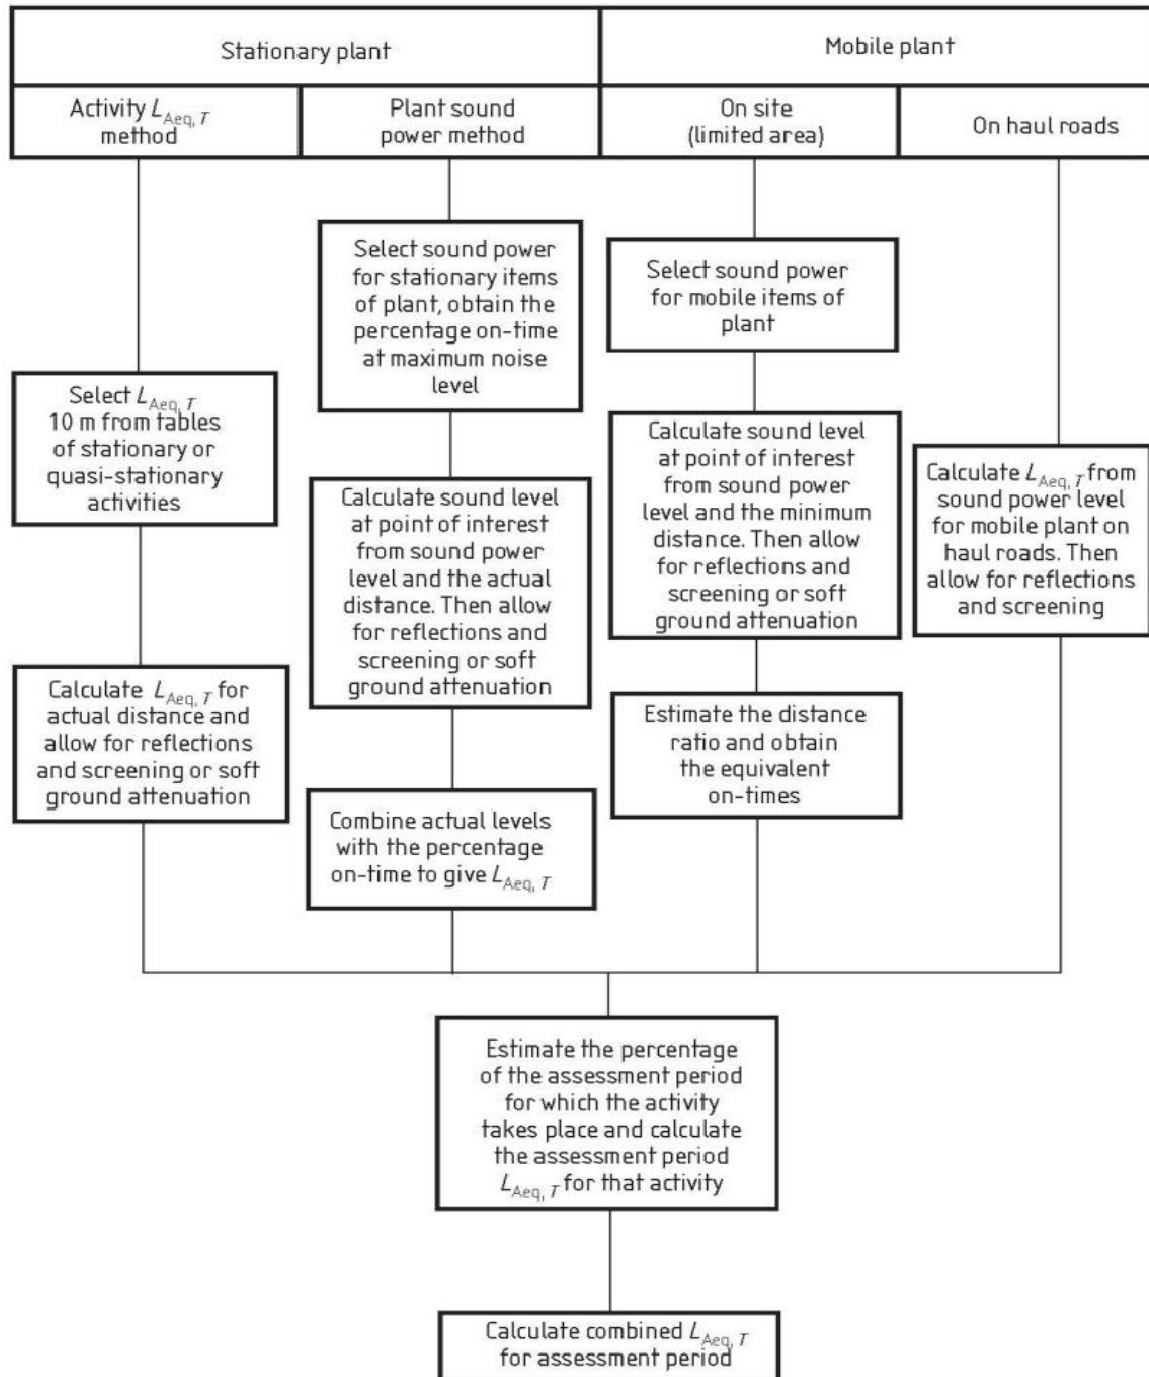 Stationary plant
Mobile plant
Activity L_Aeq, T
method
Plant sound
power method
On site
(limited area)
On haul roads
Select L_Aeq, T
10 m from tables
of stationary or
quasi-stationary
activities
Calculate L_Aeq, T for
actual distance and
allow for reflections
and screening or soft
ground attenuation
Select sound power
for stationary items
of plant, obtain the
percentage on-time
at maximum noise
level
Calculate sound level
at point of interest
from sound power
level and the actual
distance. Then allow
for reflections and
screening or soft
ground attenuation
Combine actual levels
with the percentage
on-time to give L_Aeq, T
Select sound power
for mobile items of
plant
Calculate sound level
at point of interest
from sound power
level and the minimum
distance. Then allow
for reflections and
screening or soft
ground attenuation
Estimate the distance
ratio and obtain
the equivalent
on-times
Calculate L_Aeq, T from
sound power level
for mobile plant on
haul roads. Then
allow for reflections
and screening
Estimate the percentage
of the assessment period
for which the activity
takes place and calculate
the assessment period
L_Aeq, T for that activity
Calculate combined L_Aeq, T
for assessment period